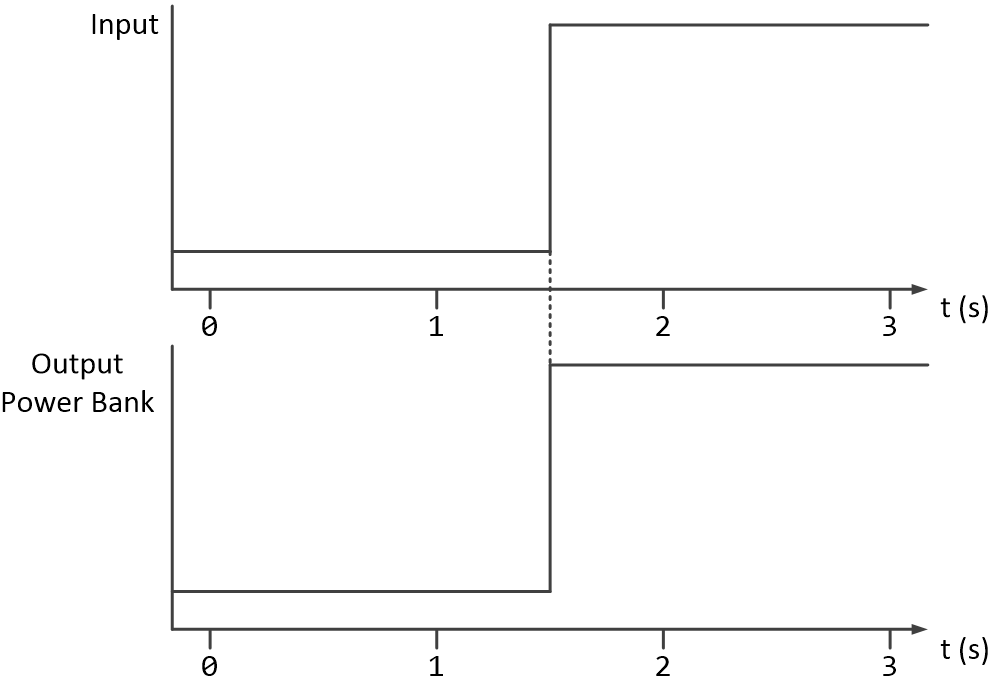 Input
0 1 2 3 t (s)
Output
Power Bank
0 1 2 3 t (s)